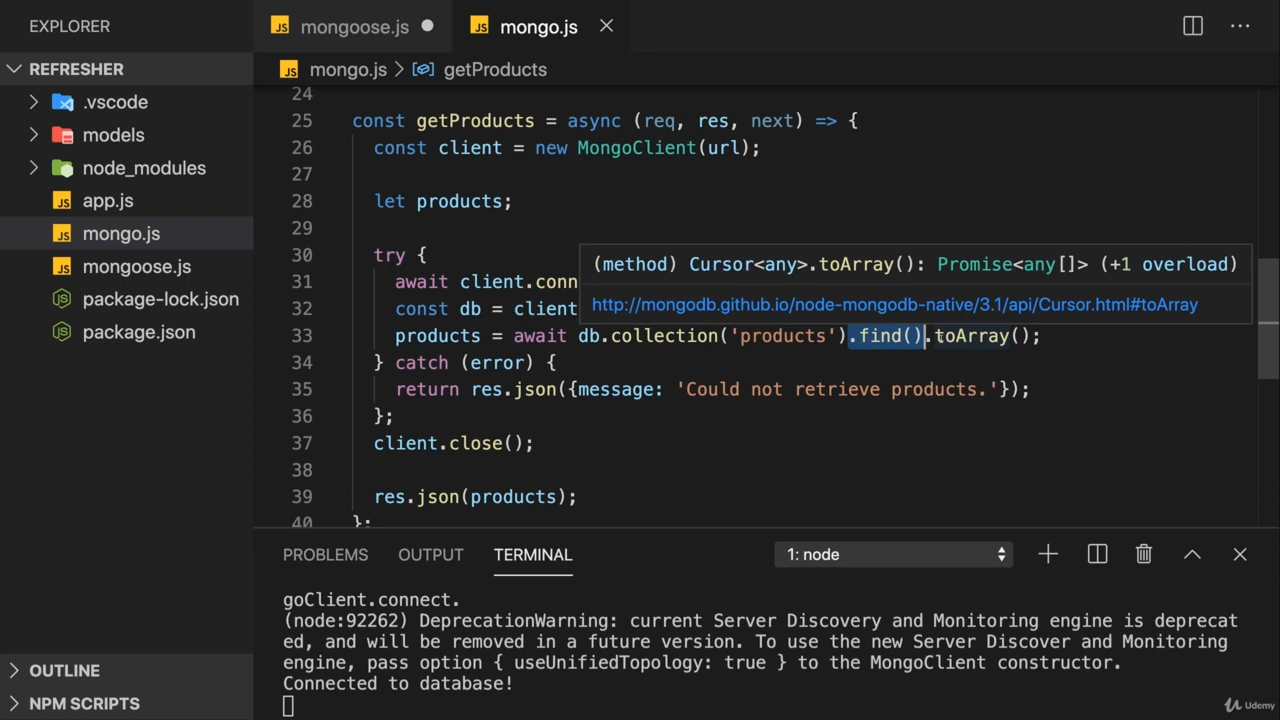 EXPLORER
mongoose.js
mongo.js
REFRESHER
mongo.js > getProducts
.vscode
models
node_modules
app.js
mongo.js
mongoose.js
package-lock.json
package.json
OUTLINE
NPM SCRIPTS
24
25 const getProducts = async (req, res, next) => {
26 const client = new MongoClient(url);
27
28 let products;
29
30 try {
(method) Cursor<any>.toArray(): Promise<any[]> (+1 overload)
31 await client.conn
http://mongodb.github.io/node-mongodb-native/3.1/api/Cursor.html#toArray
32 const db = client
33 products = await db.collection('products').find().toArray();
34 } catch (error) {
35 return res.json({message: 'Could not retrieve products.'});
36 };
37 client.close();
38
39 res.json(products);
40 };
PROBLEMS OUTPUT TERMINAL 1: node
goClient.connect.
(node:92262) DeprecationWarning: current Server Discovery and Monitoring engine is deprecat
ed, and will be removed in a future version. To use the new Server Discover and Monitoring
engine, pass option { useUnifiedTopology: true } to the MongoClient constructor.
Connected to database!
Udemy